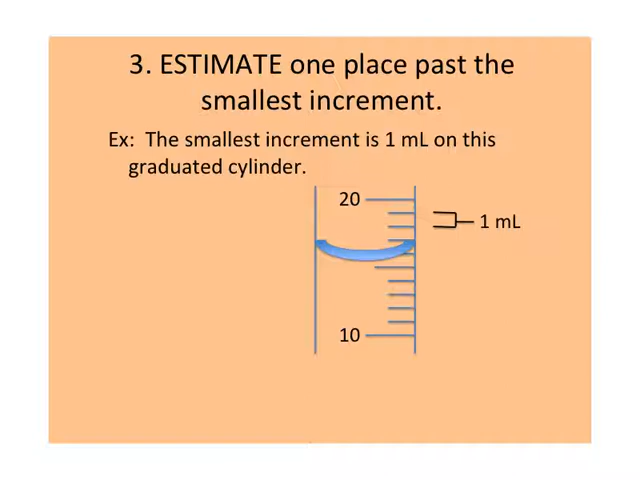 3. ESTIMATE one place past the
smallest increment.
Ex: The smallest increment is 1 mL on this
graduated cylinder.
20
1 mL
10